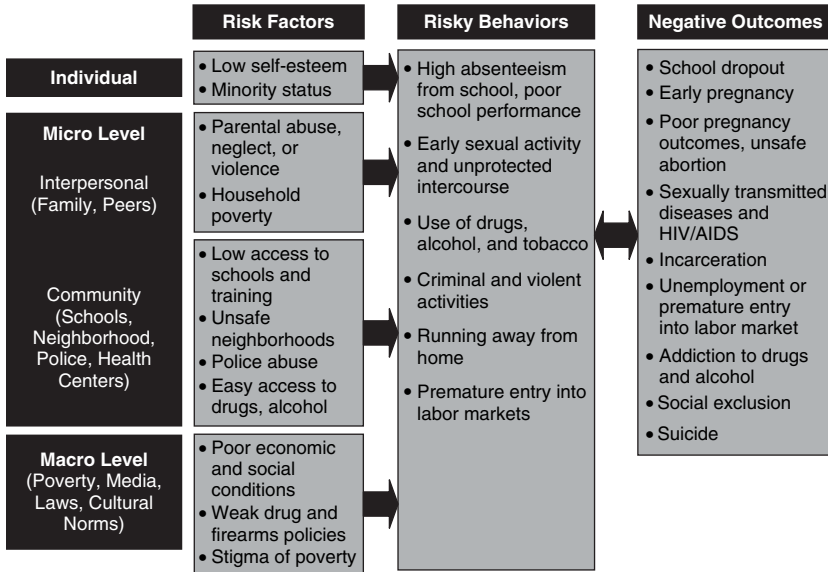 Risk Factors
Risky Behaviors
Negative Outcomes
Individual
• Low self-esteem
• Minority status
Micro Level
Interpersonal
(Family, Peers)
• Parental abuse,
neglect, or
violence
• Household
poverty
Community
(Schools,
Neighborhood,
Police, Health
Centers)
• Low access to
schools and
training
• Unsafe
neighborhoods
• Police abuse
• Easy access to
drugs, alcohol
Macro Level
(Poverty, Media,
Laws, Cultural
Norms)
• Poor economic
and social
conditions
• Weak drug and
firearms policies
• Stigma of poverty
• High absenteeism
from school, poor
school performance
• Early sexual activity
and unprotected
intercourse
• Use of drugs,
alcohol, and tobacco
• Criminal and violent
activities
• Running away from
home
• Premature entry into
labor markets
• School dropout
• Early pregnancy
• Poor pregnancy
outcomes, unsafe
abortion
• Sexually transmitted
diseases and
HIV/AIDS
• Incarceration
• Unemployment or
premature entry
into labor market
• Addiction to drugs
and alcohol
• Social exclusion
• Suicide